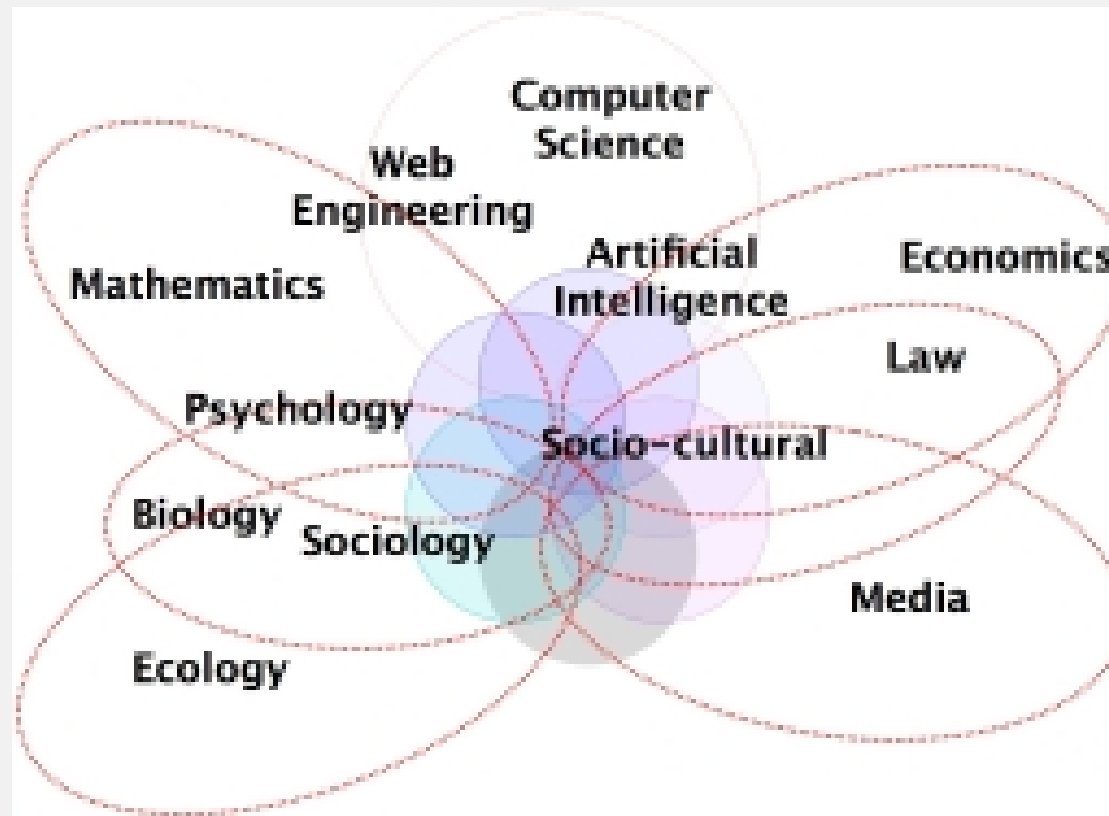 Computer
Science
Web
Engineering
Artificial
Intelligence
Economics
Mathematics
Law
Psychology
Socio-cultural
Biology
Sociology
Media
Ecology